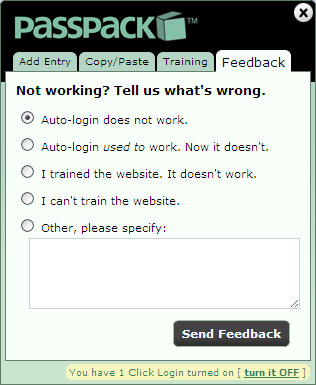 PASSPACK™
Add Entry Copy/Paste Training Feedback
Not working? Tell us what's wrong.
Auto-login does not work.
Auto-login used to work. Now it doesn't.
I trained the website. It doesn't work.
I can't train the website.
Other, please specify:
Send Feedback
You have 1 Click Login turned on [ turn it OFF ]